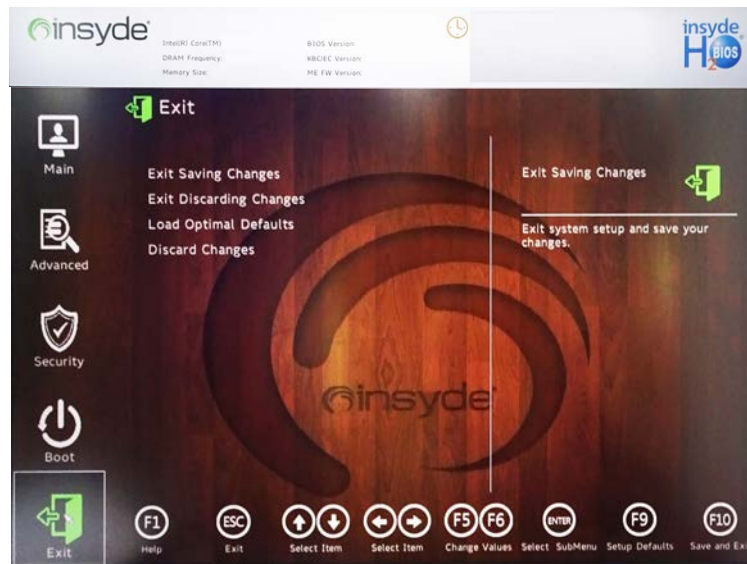 insyde
insyde
H2O BIOS
Intel(R) Core(TM)
BIOS Version:
DRAM Frequency:
KBC/EC Version:
Memory Size:
ME FW Version:
Exit
Main
Exit Saving Changes
Exit Saving Changes
Exit Discarding Changes
Load Optimal Defaults
Exit system setup and save your
changes.
Discard Changes
Advanced
Security
insyde
Boot
F1
ESC
F5
F6
ENTER
F9
F10
Help
Exit
Select Item
Select Item
Change Values
Select SubMenu
Setup Defaults
Save and Exi
Exit